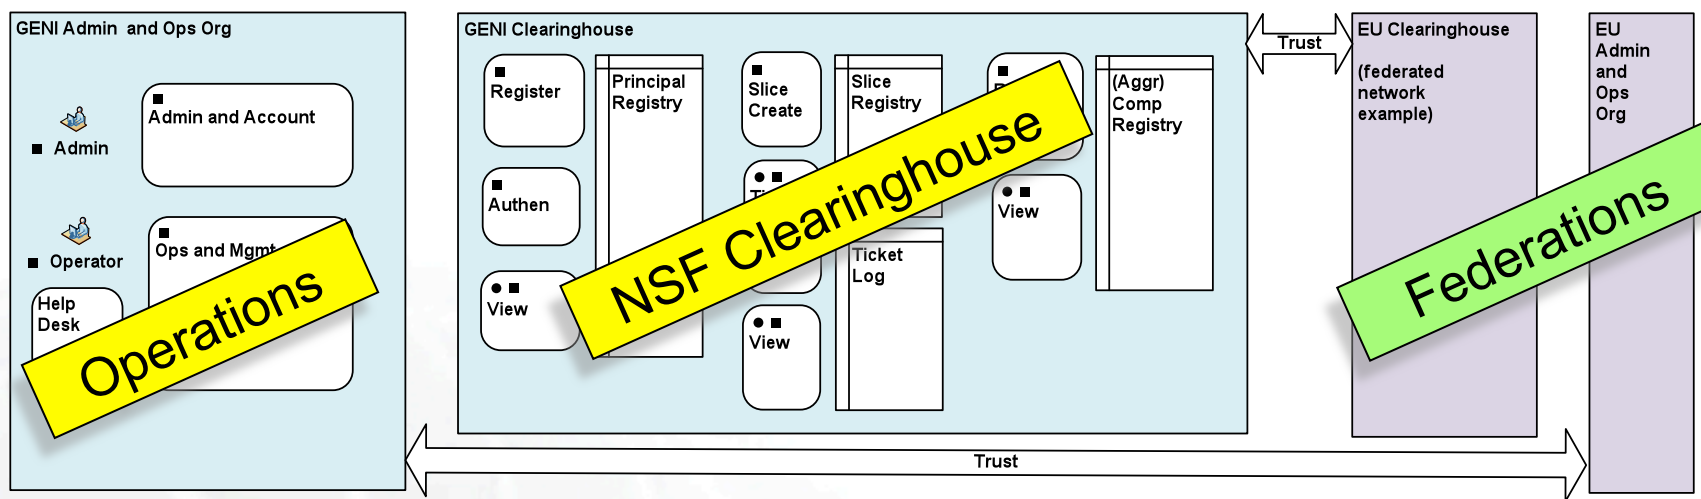 GENI Admin and Ops Org
Admin and Account
Admin
Ops and Mgmt
Operator
Help
Desk
Operations
GENI Clearinghouse
Register
Principal
Registry
Authen
View
Slice
Create
Slice
Registry
View
Ticket
Log
(Aggr)
Comp
Registry
View
NSF Clearinghouse
Trust
EU Clearinghouse
(federated
network
example)
EU
Admin
and
Ops
Org
Federations
Trust